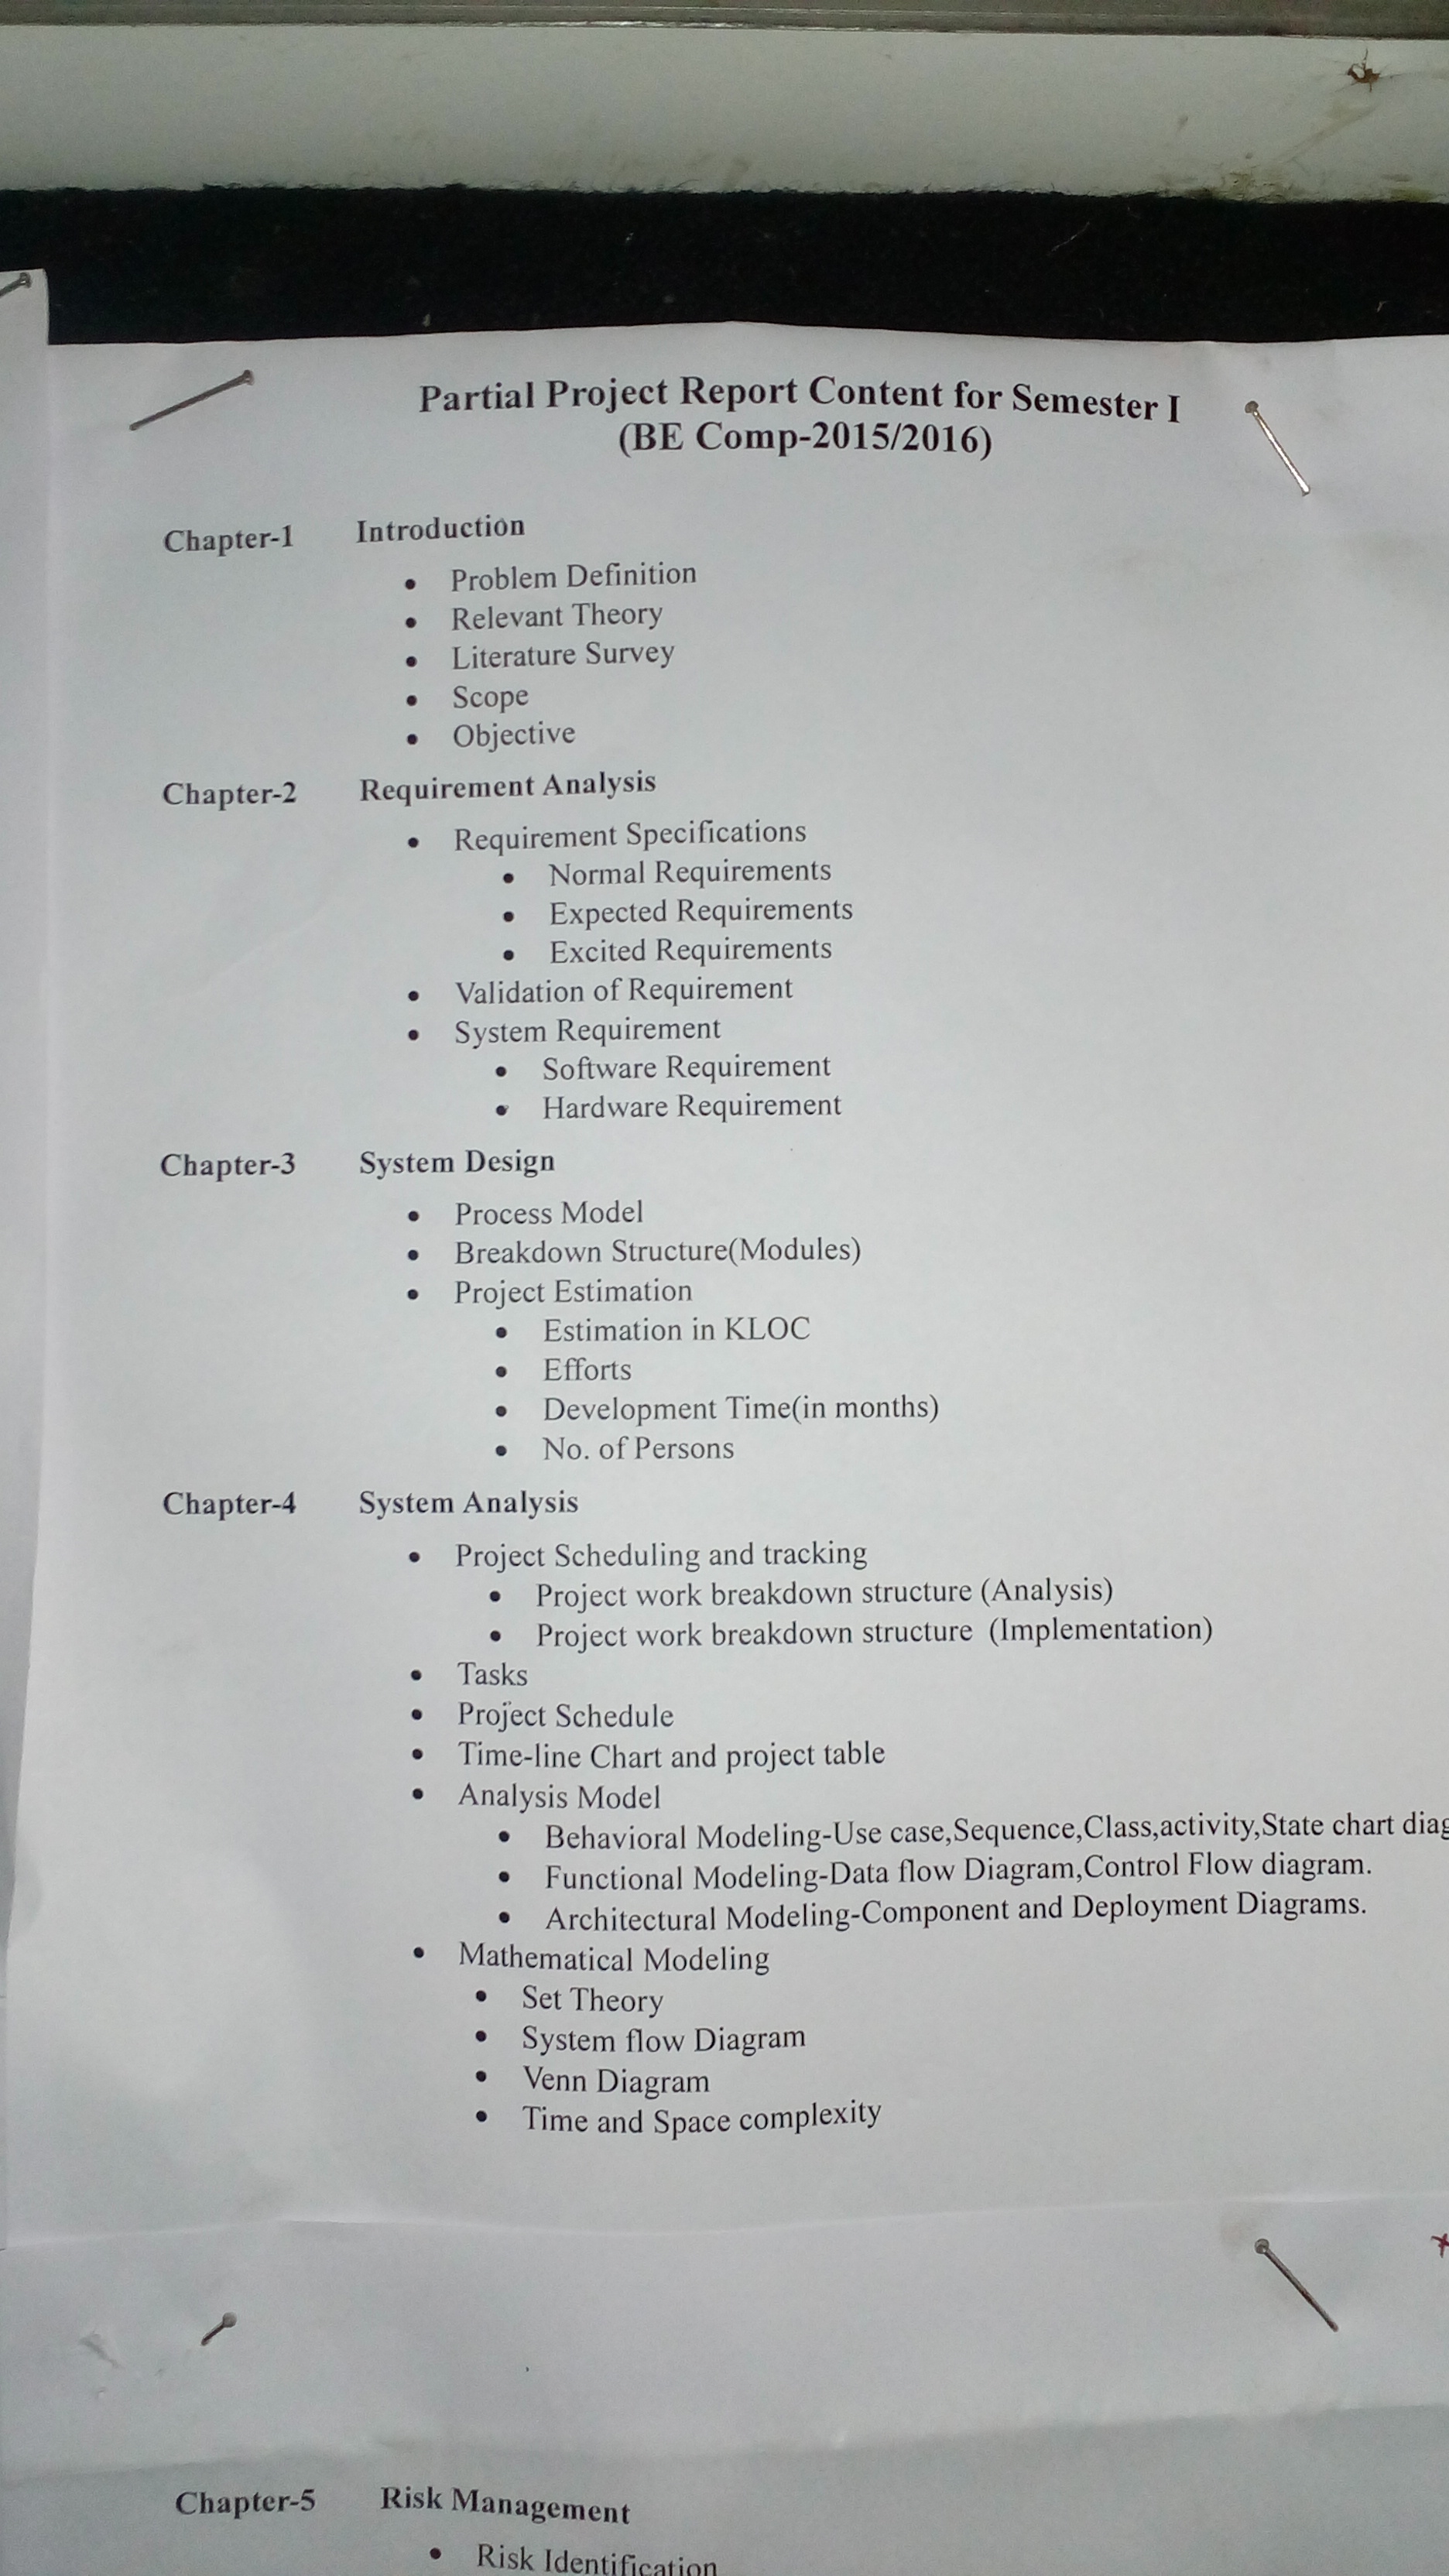 Partial Project Report Content for Semester I
(BE Comp-2015/2016)
Chapter-1 Introduction
• Problem Definition
• Relevant Theory
• Literature Survey
• Scope
• Objective
Chapter-2 Requirement Analysis
• Requirement Specifications
• Normal Requirements
• Expected Requirements
• Excited Requirements
• Validation of Requirement
• System Requirement
• Software Requirement
• Hardware Requirement
Chapter-3 System Design
• Process Model
• Breakdown Structure(Modules)
• Project Estimation
• Estimation in KLOC
• Efforts
• Development Time(in months)
• No. of Persons
Chapter-4 System Analysis
• Project Scheduling and tracking
• Project work breakdown structure (Analysis)
• Project work breakdown structure (Implementation)
• Tasks
• Project Schedule
• Time-line Chart and project table
• Analysis Model
• Behavioral Modeling-Use case,Sequence,Class,activity,State chart diag
• Functional Modeling-Data flow Diagram,Control Flow diagram.
• Architectural Modeling-Component and Deployment Diagrams.
• Mathematical Modeling
• Set Theory
• System flow Diagram
• Venn Diagram
• Time and Space complexity
Chapter-5 Risk Management
• Risk Identification